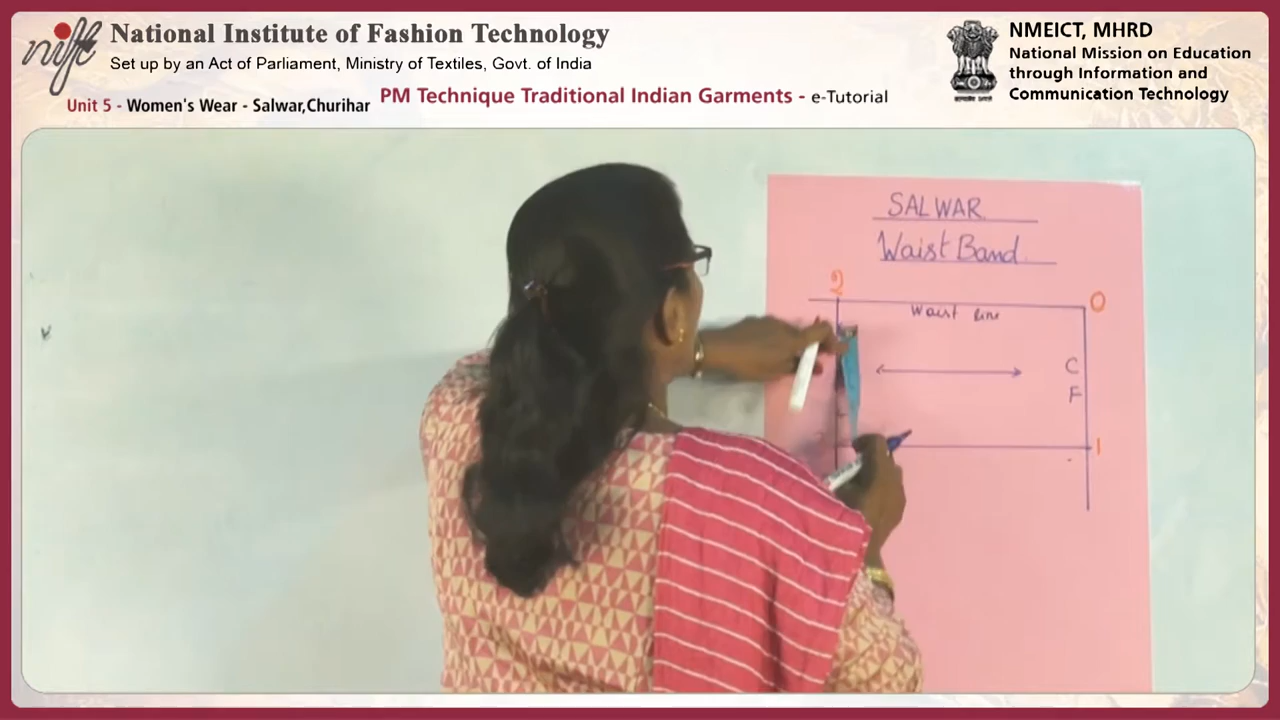 nift
National Institute of Fashion Technology
Set up by an Act of Parliament, Ministry of Textiles, Govt. of India
Unit 5 - Women's Wear - Salwar,Churihar
PM Technique Traditional Indian Garments - e-Tutorial
NMEICT, MHRD
National Mission on Education
through Information and
Communication Technology
SALWAR
Waist Band
2
0
Waist line
C
F
1